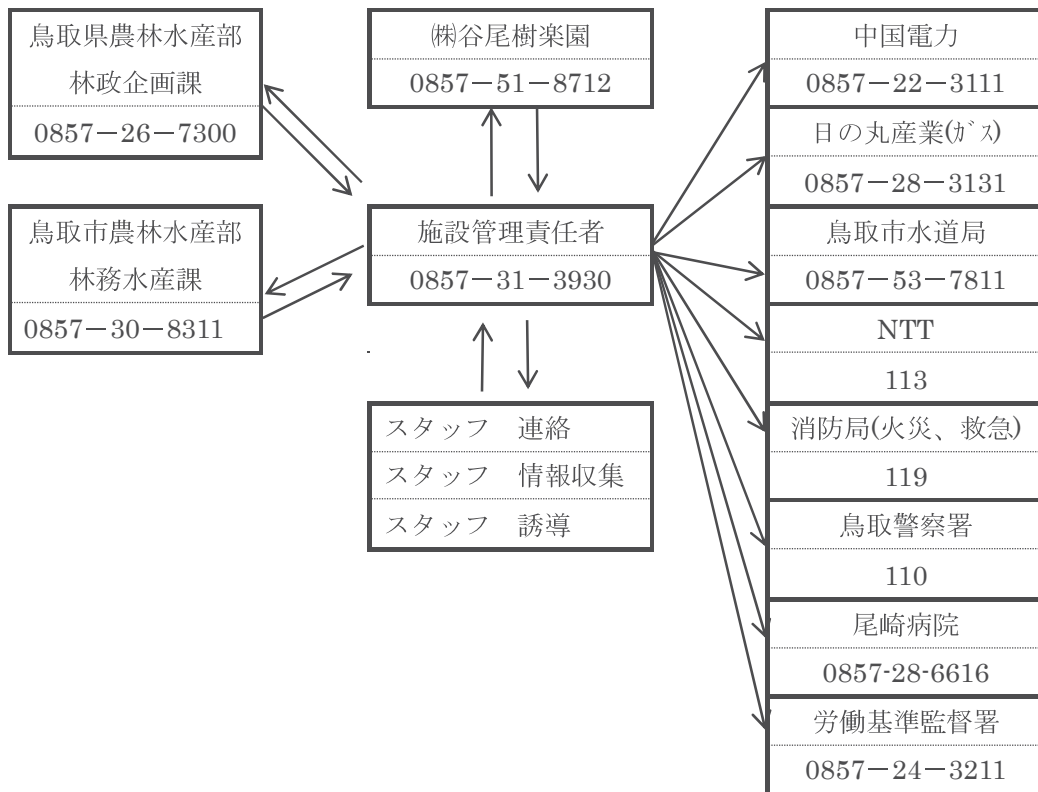 鳥取県農林水産部
林政企画課
0857−26−7300
鳥取市農林水産部
林務水産課
0857−30−8311
㈱谷尾樹楽園
0857−51−8712
施設管理責任者
0857−31−3930
スタッフ　連絡
スタッフ　情報収集
スタッフ　誘導
中国電力
0857−22−3111
日の丸産業(ｶﾞｽ)
0857−28−3131
鳥取市水道局
0857−53−7811
NTT
113
消防局(火災、救急)
119
鳥取警察署
110
尾崎病院
0857-28-6616
労働基準監督署
0857−24−3211